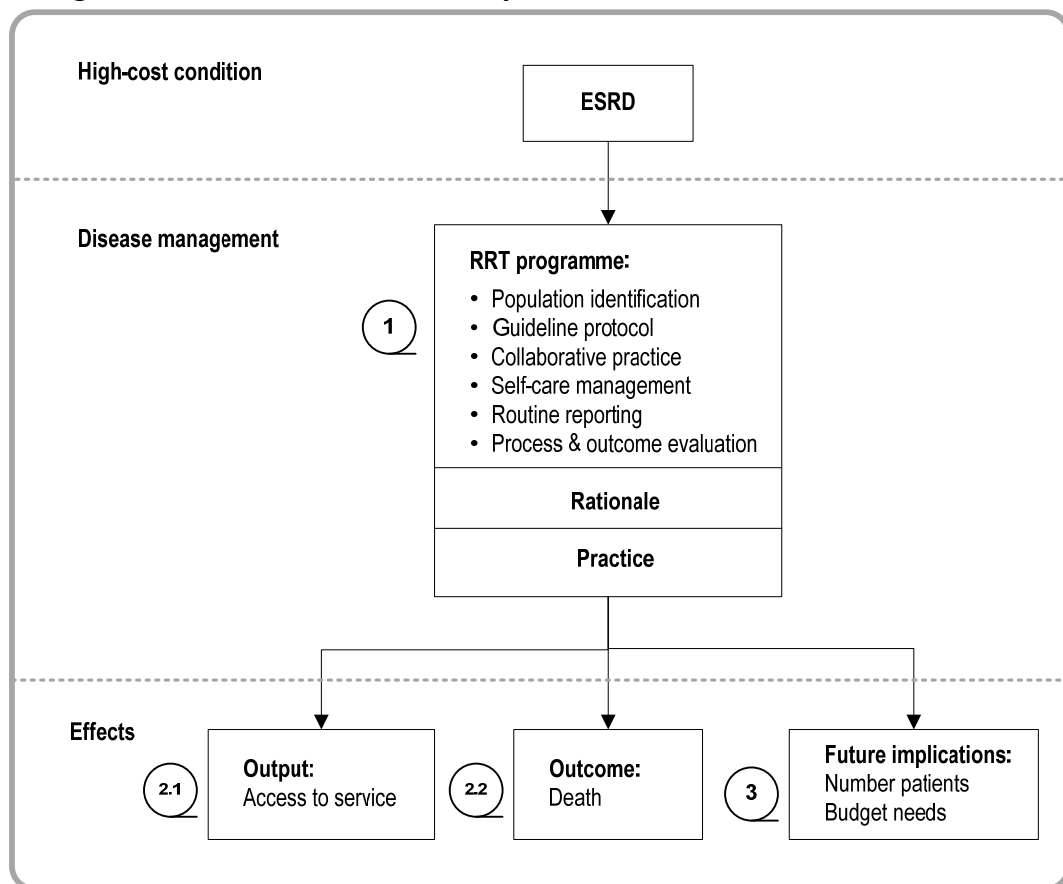 High-cost condition
ESRD
Disease management
RRT programme:
• Population identification
• Guideline protocol
• Collaborative practice
• Self-care management
• Routine reporting
• Process & outcome evaluation
1
Rationale
Practice
Effects
2.1
Output:
Access to service
2.2
Outcome:
Death
3
Future implications:
Number patients
Budget needs